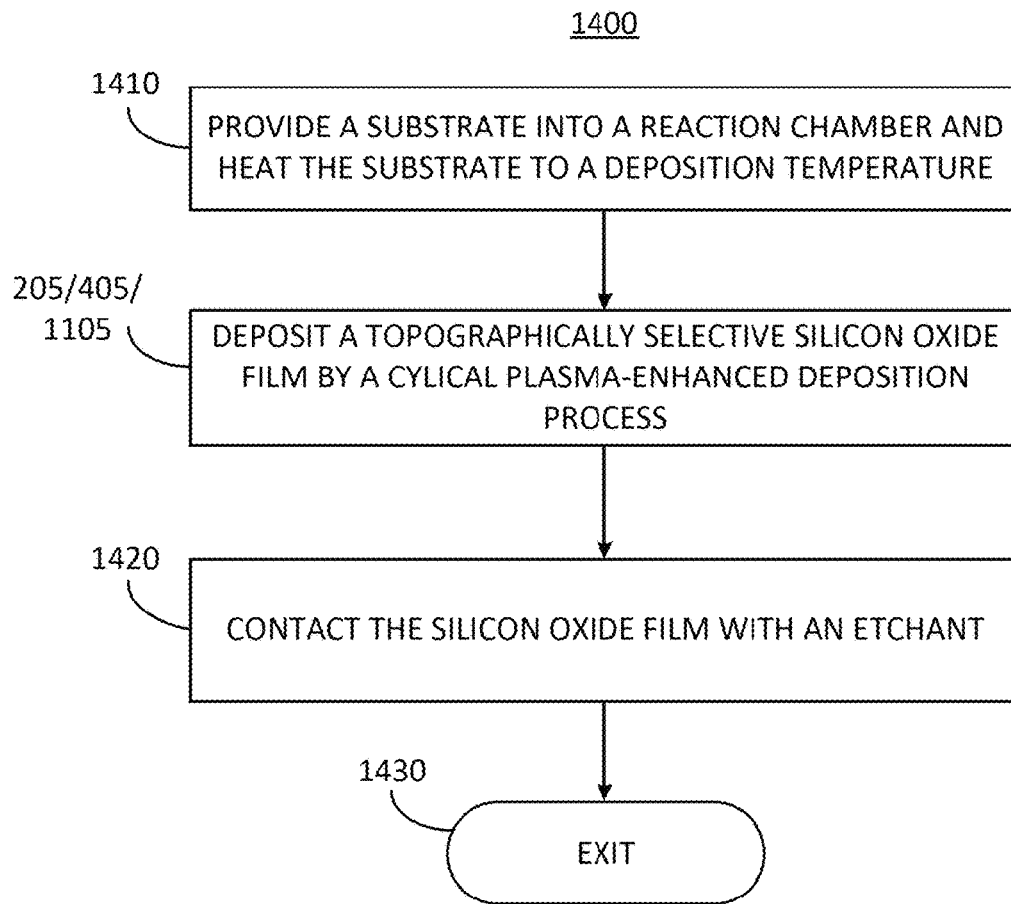 1400
1410
PROVIDE A SUBSTRATE INTO A REACTION CHAMBER AND
HEAT THE SUBSTRATE TO A DEPOSITION TEMPERATURE
205/405/
1105
DEPOSIT A TOPOGRAPHICALLY SELECTIVE SILICON OXIDE
FILM BY A CYLICAL PLASMA-ENHANCED DEPOSITION
PROCESS
1420
CONTACT THE SILICON OXIDE FILM WITH AN ETCHANT
1430
EXIT